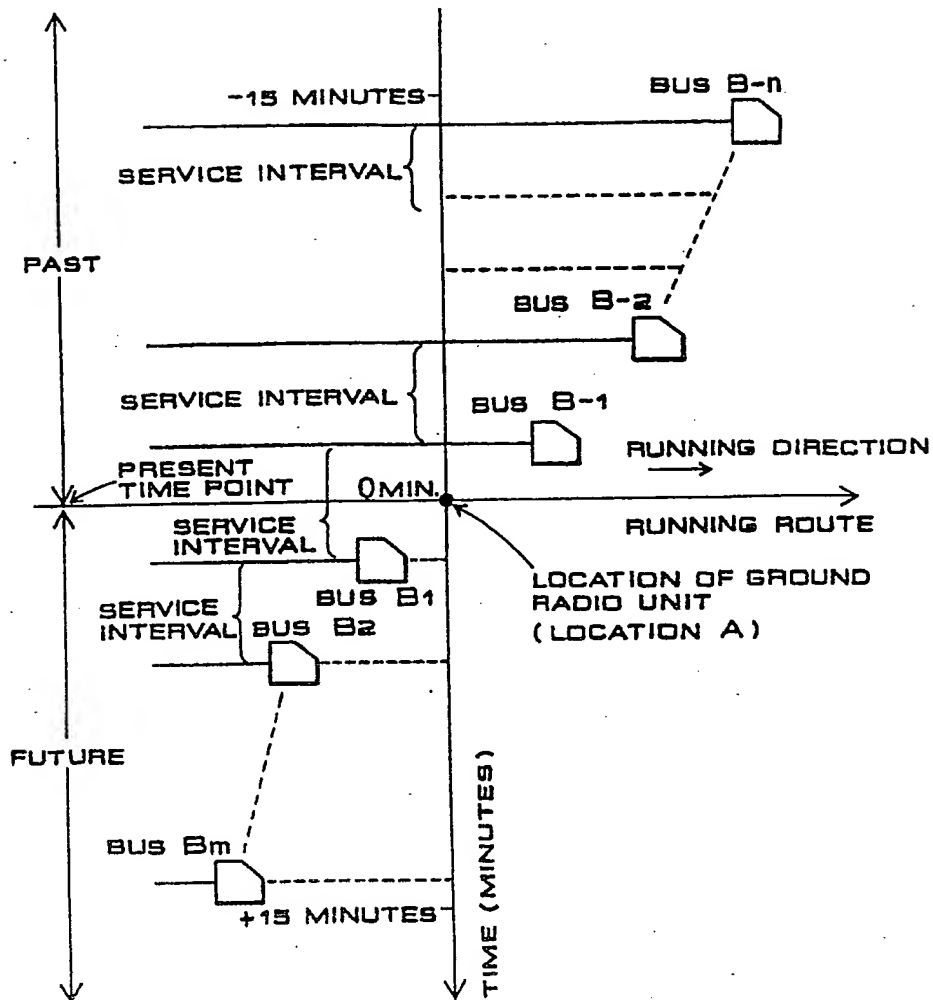 -15 MINUTES
BUS B-n
SERVICE INTERVAL
PAST
BUS B-2
SERVICE INTERVAL
BUS B-1
RUNNING DIRECTION
PRESENT
TIME POINT
0 MIN.
RUNNING ROUTE
SERVICE
INTERVAL
LOCATION OF GROUND
RADIO UNIT
(LOCATION A)
BUS B1
SERVICE
INTERVAL
BUS B2
FUTURE
TIME (MINUTES)
BUS Bm
+15 MINUTES